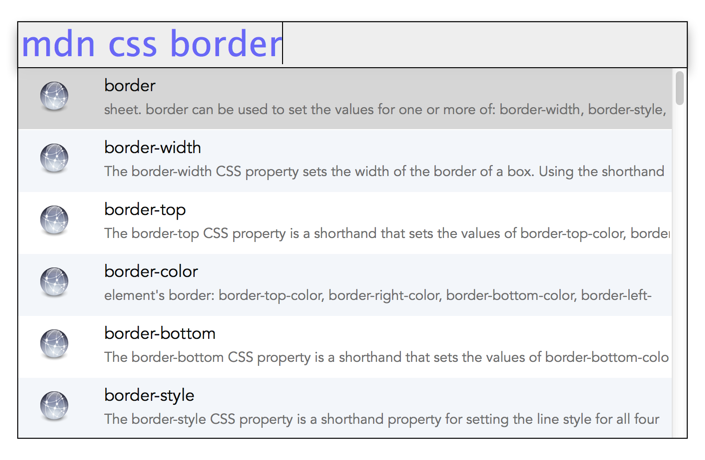 mdn css border
border
sheet. border can be used to set the values for one or more of: border-width, border-style,
border-width
The border-width CSS property sets the width of the border of a box. Using the shorthand
border-top
The border-top CSS property is a shorthand that sets the values of border-top-color, border
border-color
element's border: border-top-color, border-right-color, border-bottom-color, border-left-
border-bottom
The border-bottom CSS property is a shorthand that sets the values of border-bottom-colo
border-style
The border-style CSS property is a shorthand property for setting the line style for all four